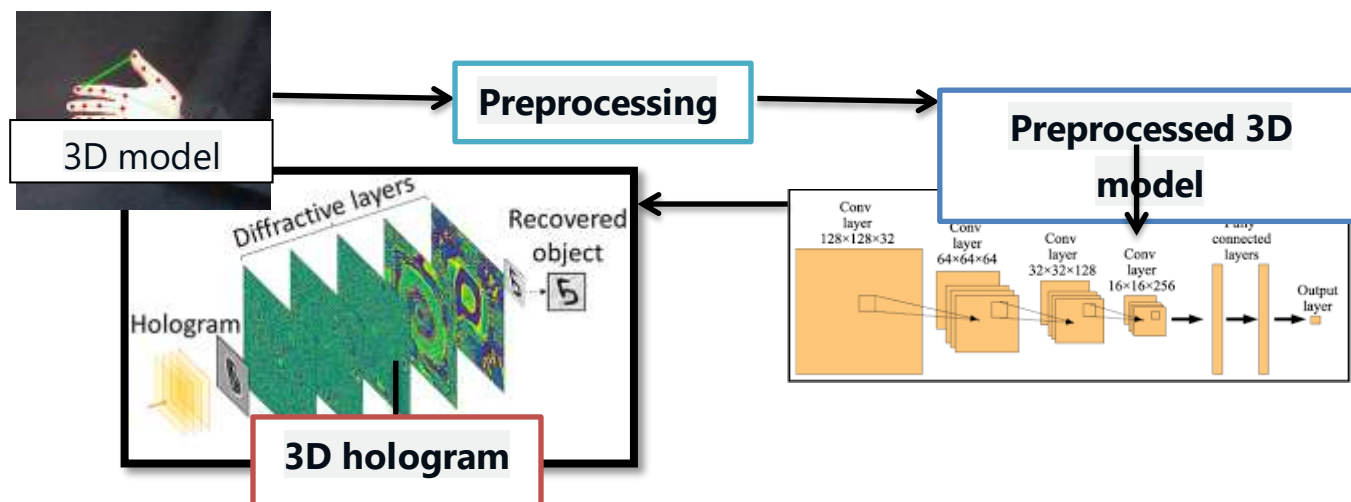 3D model
Preprocessing
Preprocessed 3D
model
Diffractive layers
Recovered
object
Hologram
3D hologram
Conv
layer
128×128×32
Conv
layer
64×64×64
Conv
layer
32×32×128
Conv
layer
16×16×256
connected
layers
Output
layer
5